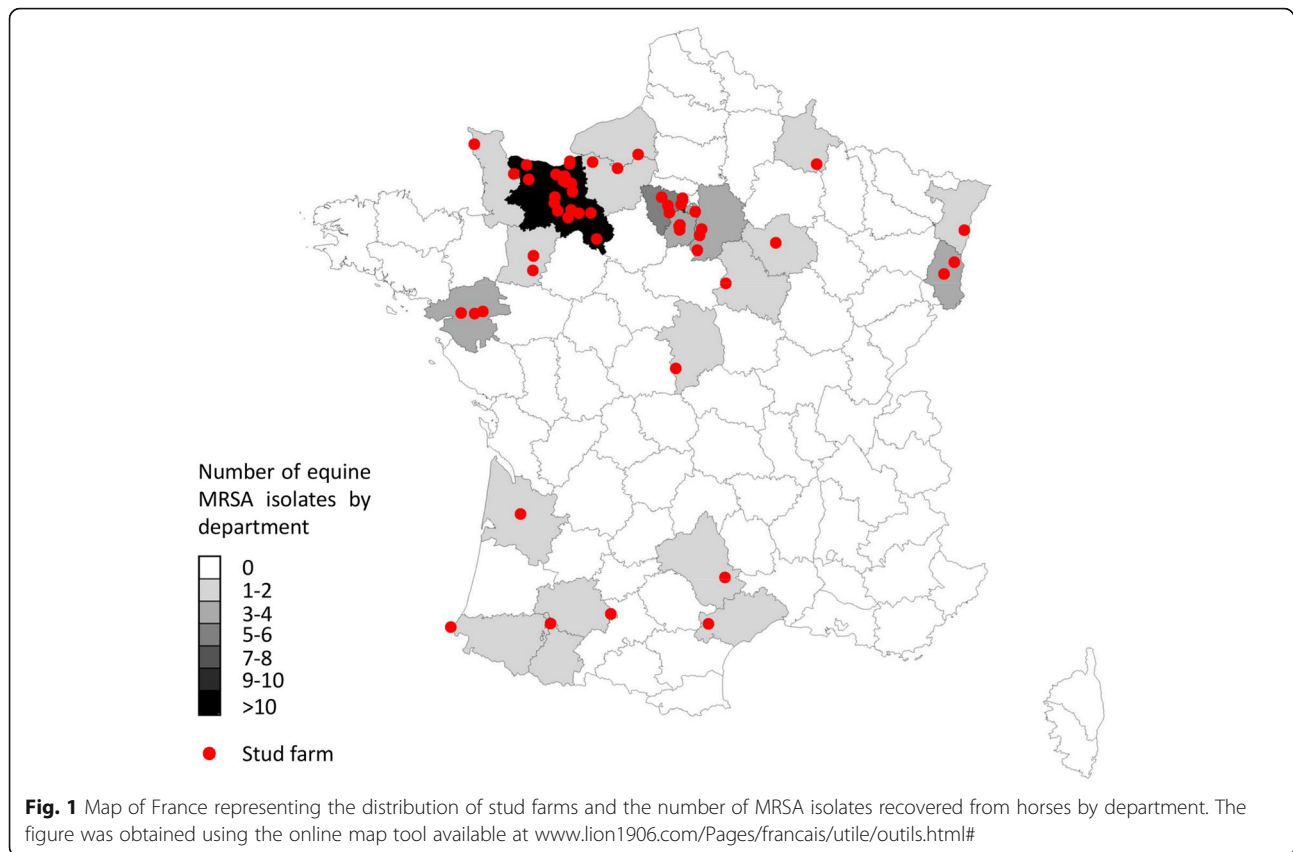 Number of equine
MRSA isolates by
department
0
1-2
3-4
5-6
7-8
9-10
>10
Stud farm
Fig. 1 Map of France representing the distribution of stud farms and the number of MRSA isolates recovered from horses by department. The
figure was obtained using the online map tool available at www.lion1906.com/Pages/francais/utile/outils.html#